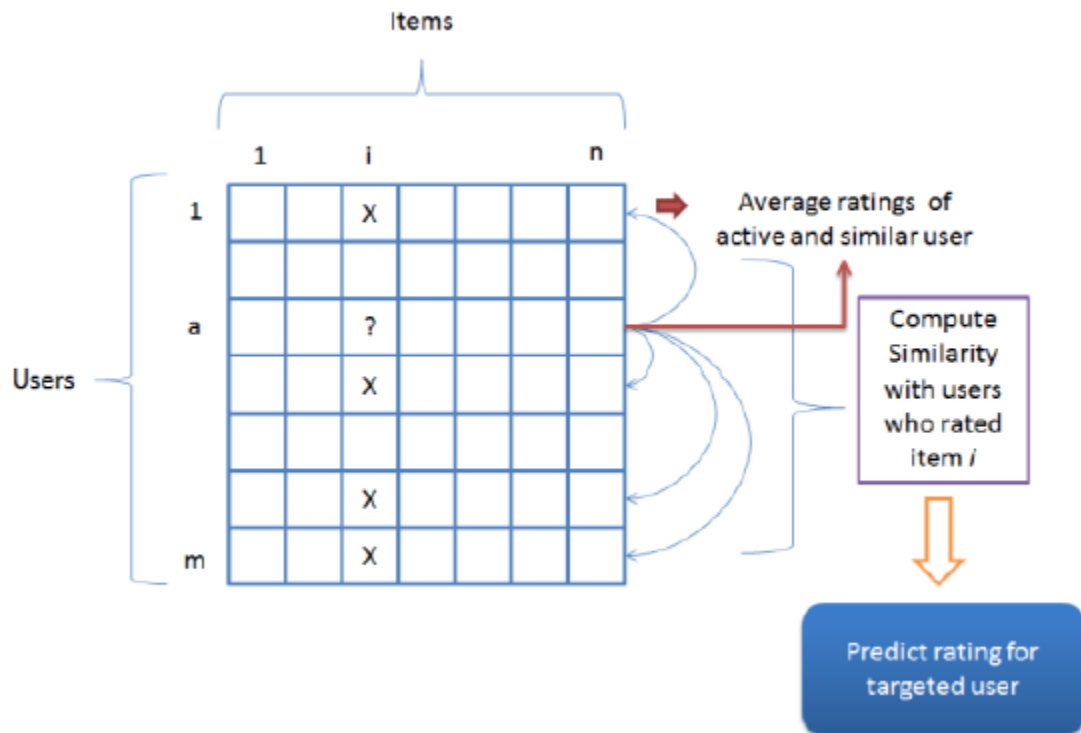 Items
1 i n
1 X
Average ratings of
active and similar user
a ?
Users
X
X
m X
Compute
Similarity
with users
who rated
item i
Predict rating for
targeted user